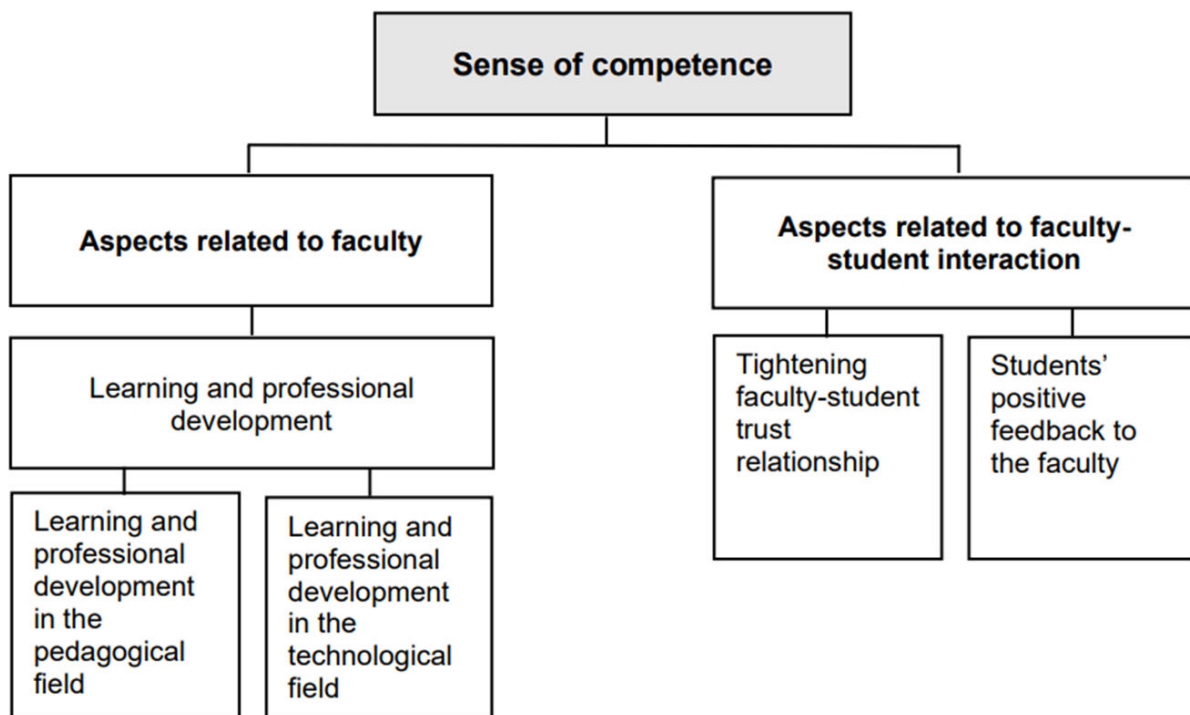 Sense of competence
Aspects related to faculty
Aspects related to faculty-
student interaction
Learning and professional
development
Tightening
faculty-student
trust
relationship
Students’
positive
feedback to
the faculty
Learning and
professional
development
in the
pedagogical
field
Learning and
professional
development
in the
technological
field